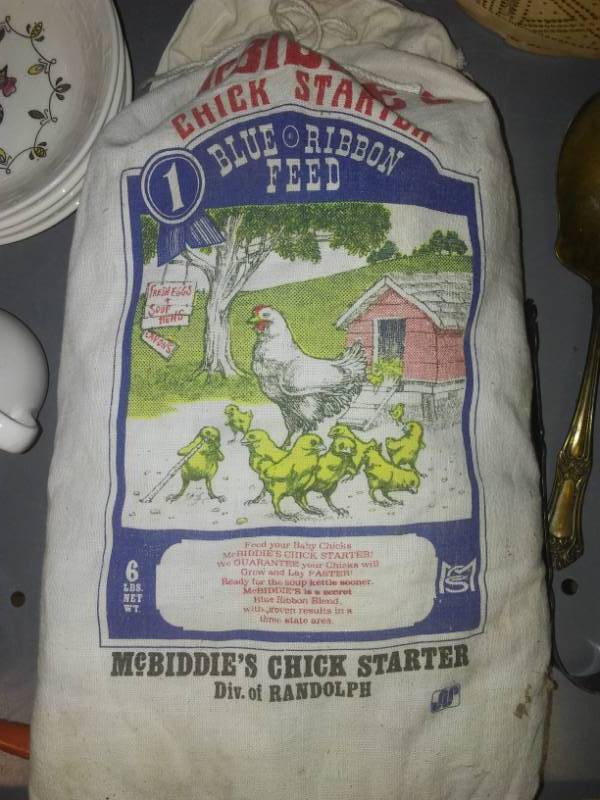 CHICK STARTER
BLUE RIBBON
FEED
1
FRESH EGGS
+
SOUP
HENS
Feed your Baby Chicks
McBIDDIE'S CHICK STARTER!
We GUARANTEE your Chicks will
Grow and Lay FASTER!
Ready for the soup kettle sooner.
McBIDDIE'S is a secret
Blue Ribbon Blend,
with proven results in a
three state area.
6
LBS.
NET
WT.
McBIDDIE'S CHICK STARTER
Div. of RANDOLPH